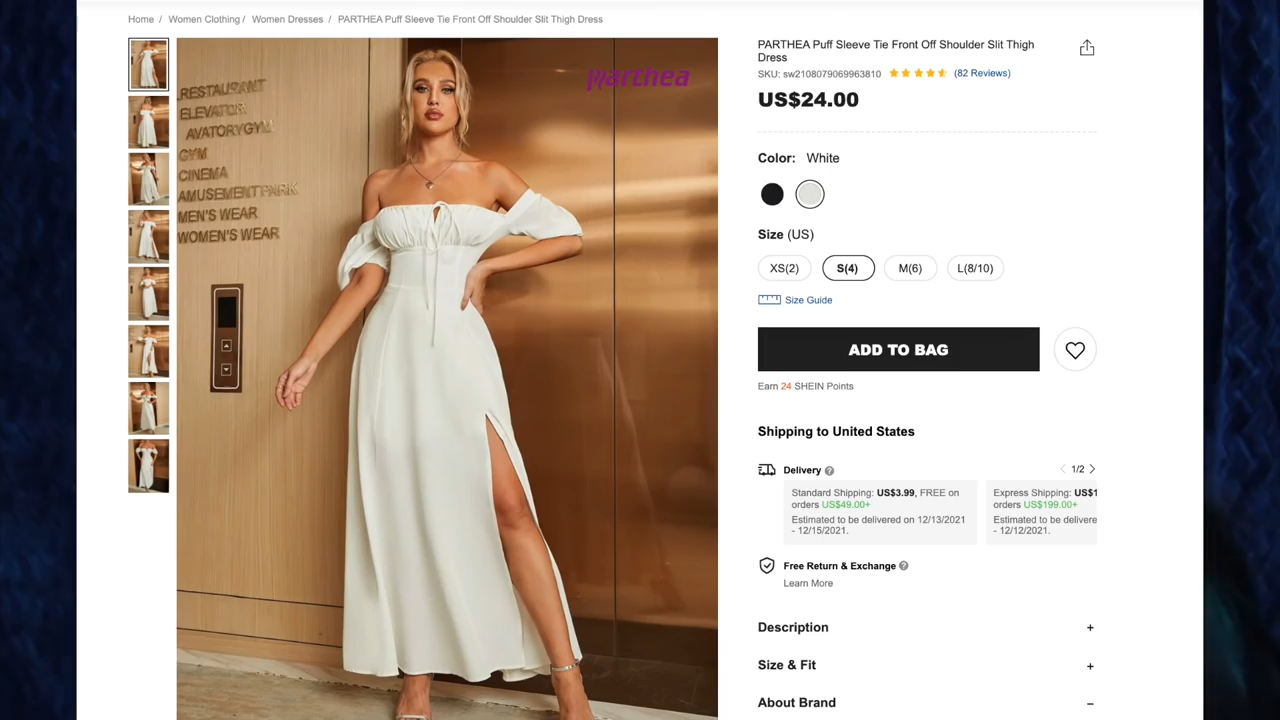 Home / Women Clothing / Women Dresses / PARTHEA Puff Sleeve Tie Front Off Shoulder Slit Thigh Dress
parthea
RESTAURANT
ELEVATOR
AVATORYGYM
GYM
CINEMA
AMUSEMENTPARK
MEN'S WEAR
WOMEN'S WEAR
PARTHEA Puff Sleeve Tie Front Off Shoulder Slit Thigh
Dress
SKU: sw2108079069963810 (82 Reviews)
US$24.00
Color: White
Size (US)
XS(2) S(4) M(6) L(8/10)
Size Guide
ADD TO BAG
Earn 24 SHEIN Points
Shipping to United States
Delivery ? 1/2
Standard Shipping: US$3.99, FREE on
orders US$49.00+
Estimated to be delivered on 12/13/2021
- 12/15/2021.
Express Shipping: US$1
orders US$199.00+
Estimated to be delivere
- 12/12/2021.
Free Return & Exchange ?
Learn More
Description +
Size & Fit +
About Brand −